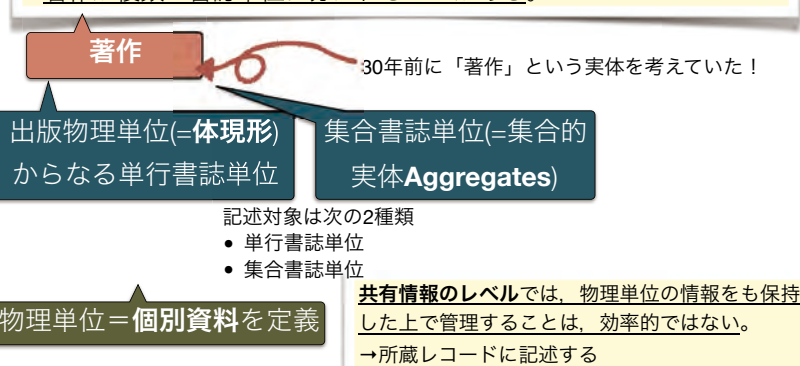 著作
30年前に「著作」という実体を考えていた！
出版物理単位(=体現形)
からなる単行書誌単位
集合書誌単位(=集合的
実体Aggregates)
記述対象は次の2種類
• 単行書誌単位
• 集合書誌単位
物理単位＝個別資料を定義
共有情報のレベルでは，物理単位の情報をも保持
した上で管理することは，効率的ではない。
→所蔵レコードに記述する